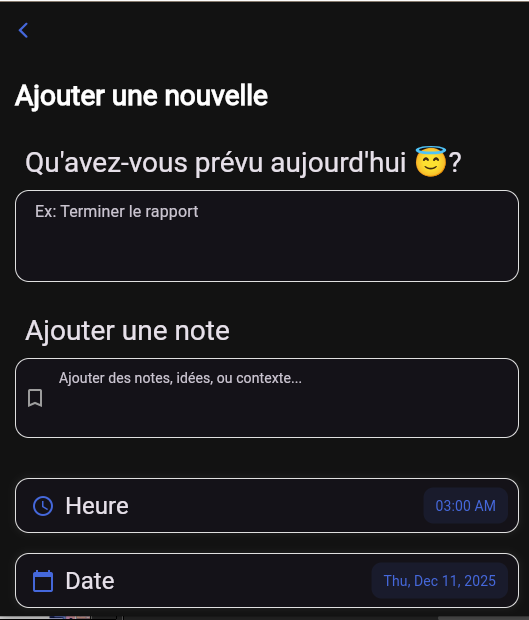 Ajouter une nouvelle
Qu'avez-vous prévu aujourd'hui 😇?
Ex: Terminer le rapport
Ajouter une note
Ajouter des notes, idées, ou contexte...
Heure
03:00 AM
Date
Thu, Dec 11, 2025